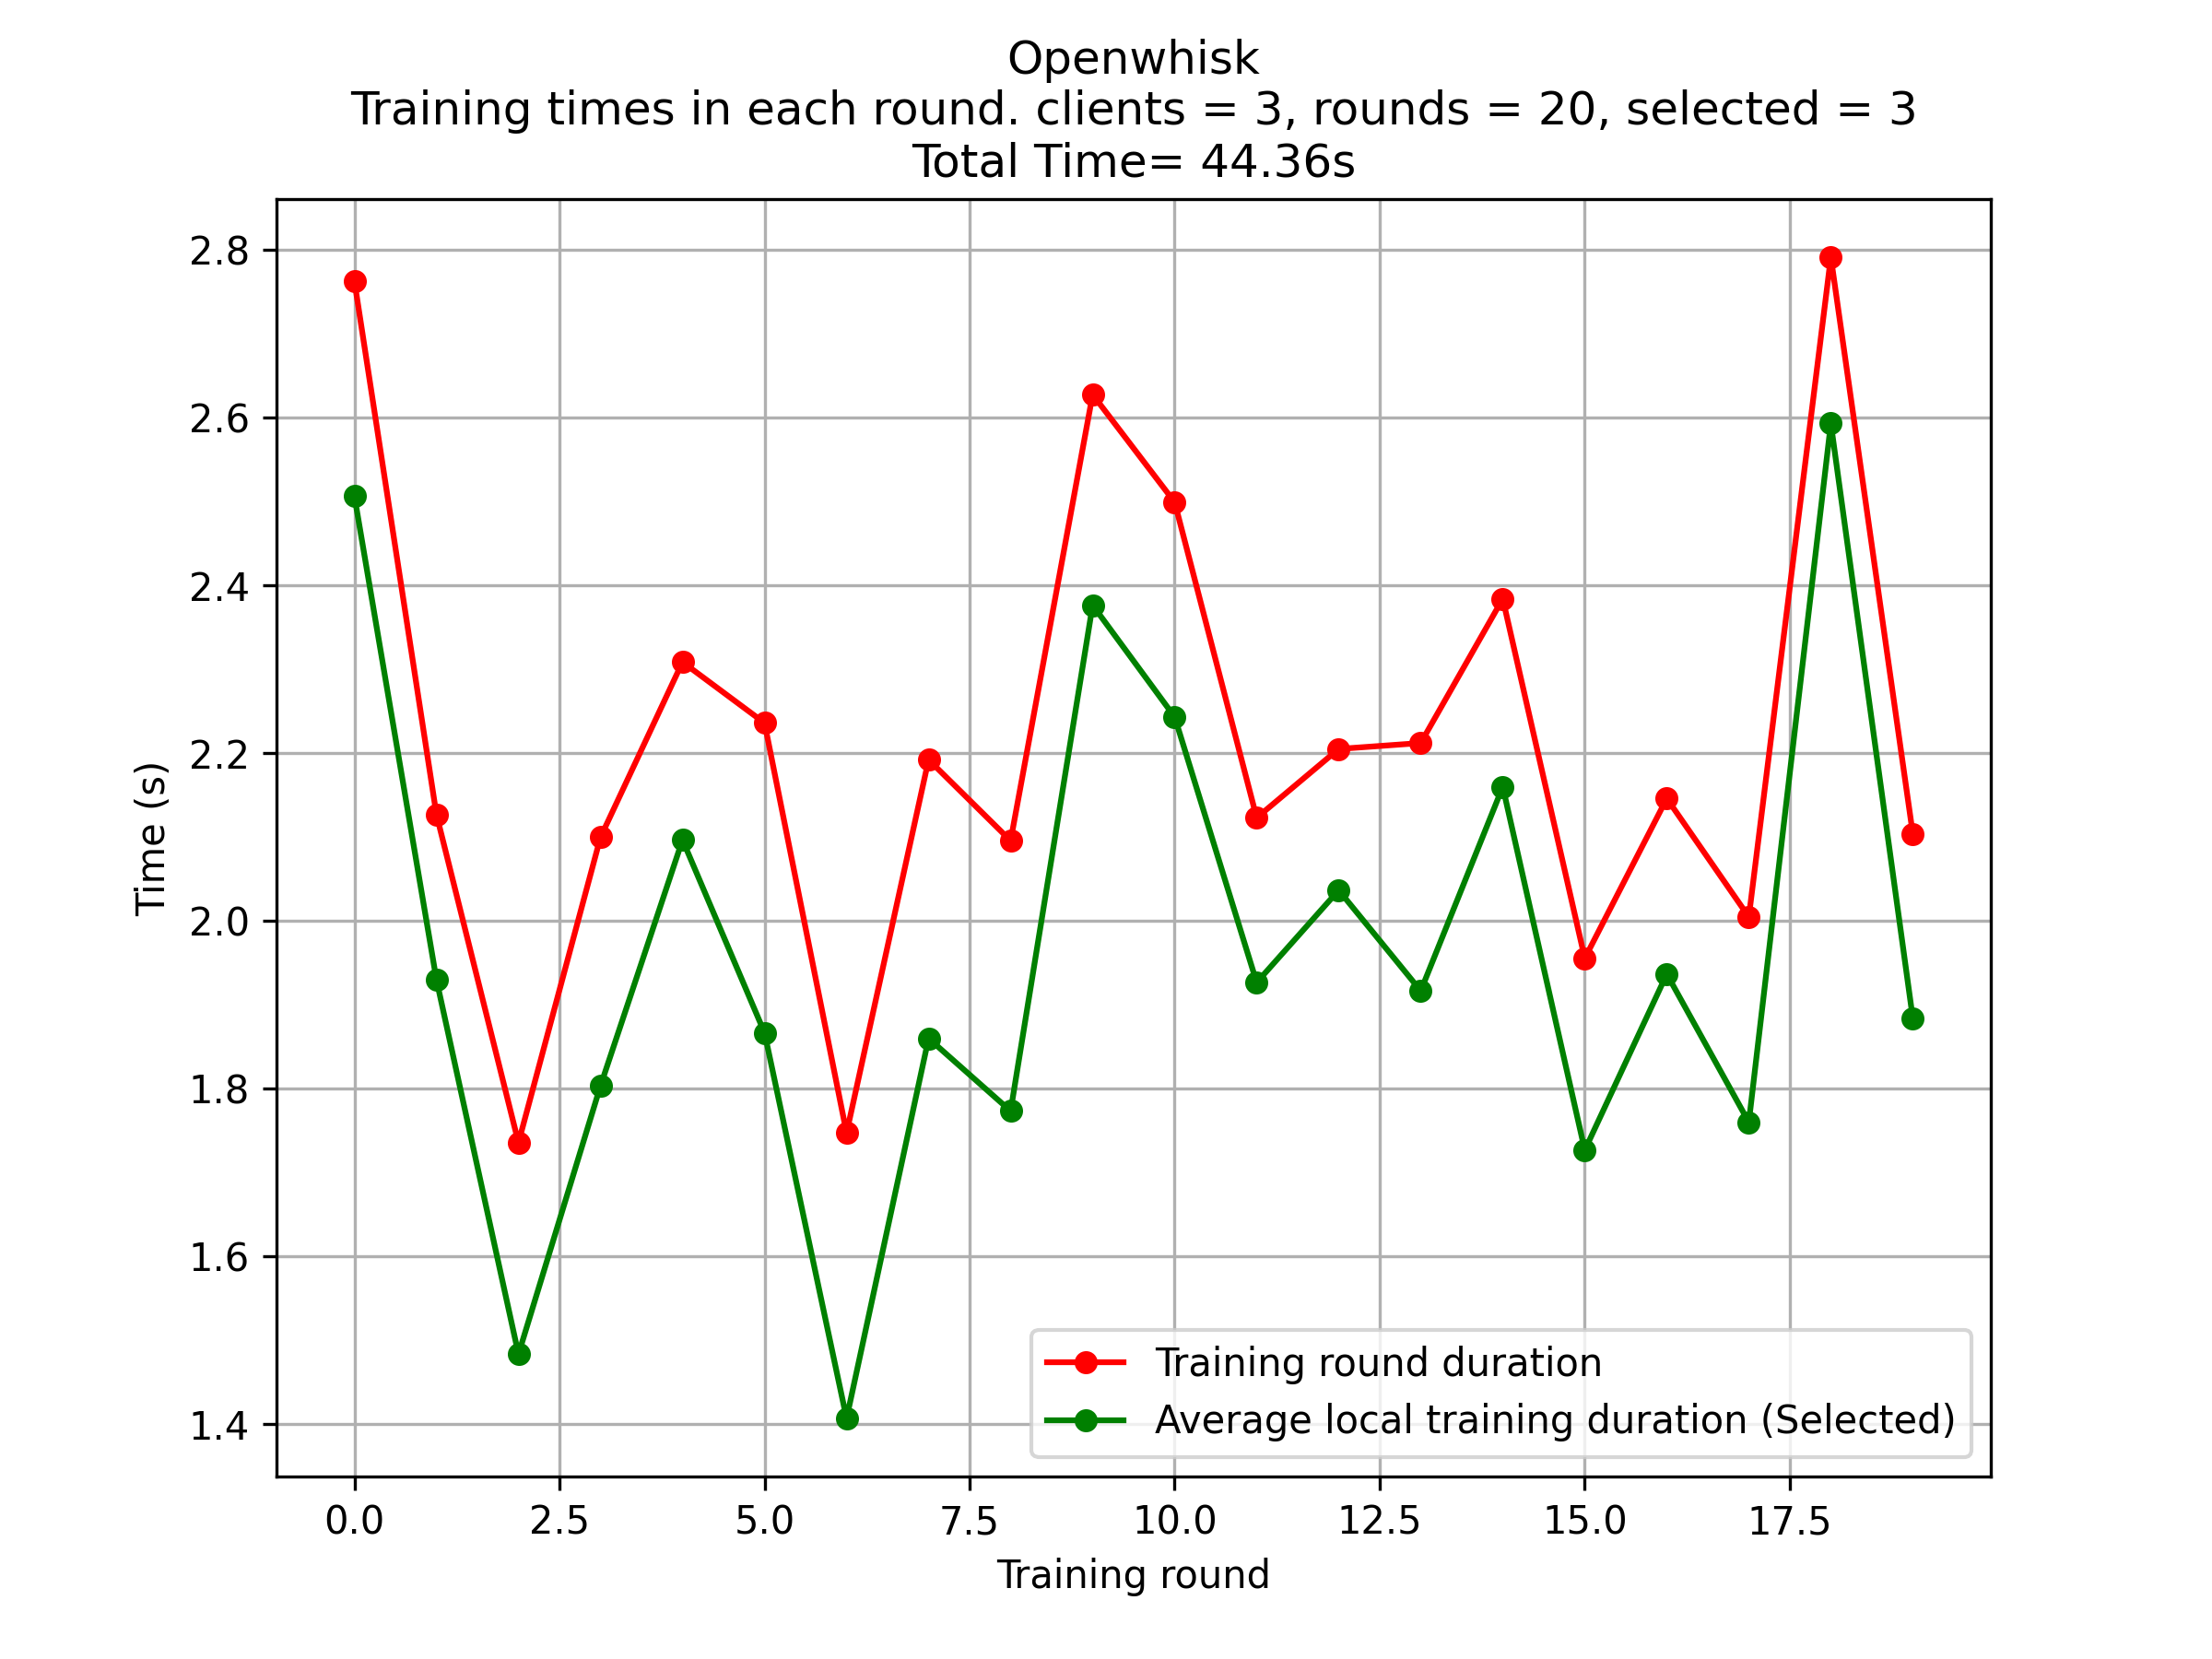 Openwhisk
Training times in each round. clients = 3, rounds = 20, selected = 3
Total Time= 44.36s
2.8
2.6
2.4
2.2
2.0
1.8
1.6
1.4
Time (s)
Training round duration
Average local training duration (Selected)
0.0 2.5 5.0 7.5 10.0 12.5 15.0 17.5
Training round